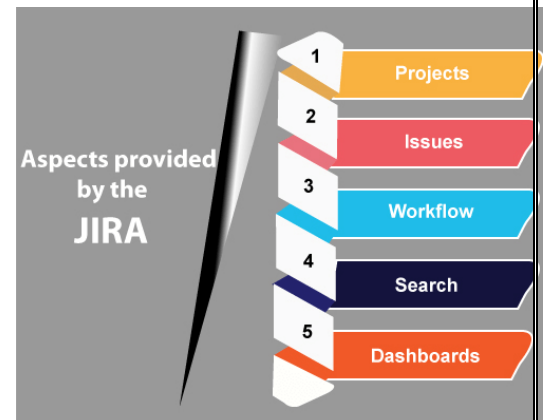 Aspects provided
by the
JIRA
1
Projects
2
Issues
3
Workflow
4
Search
5
Dashboards